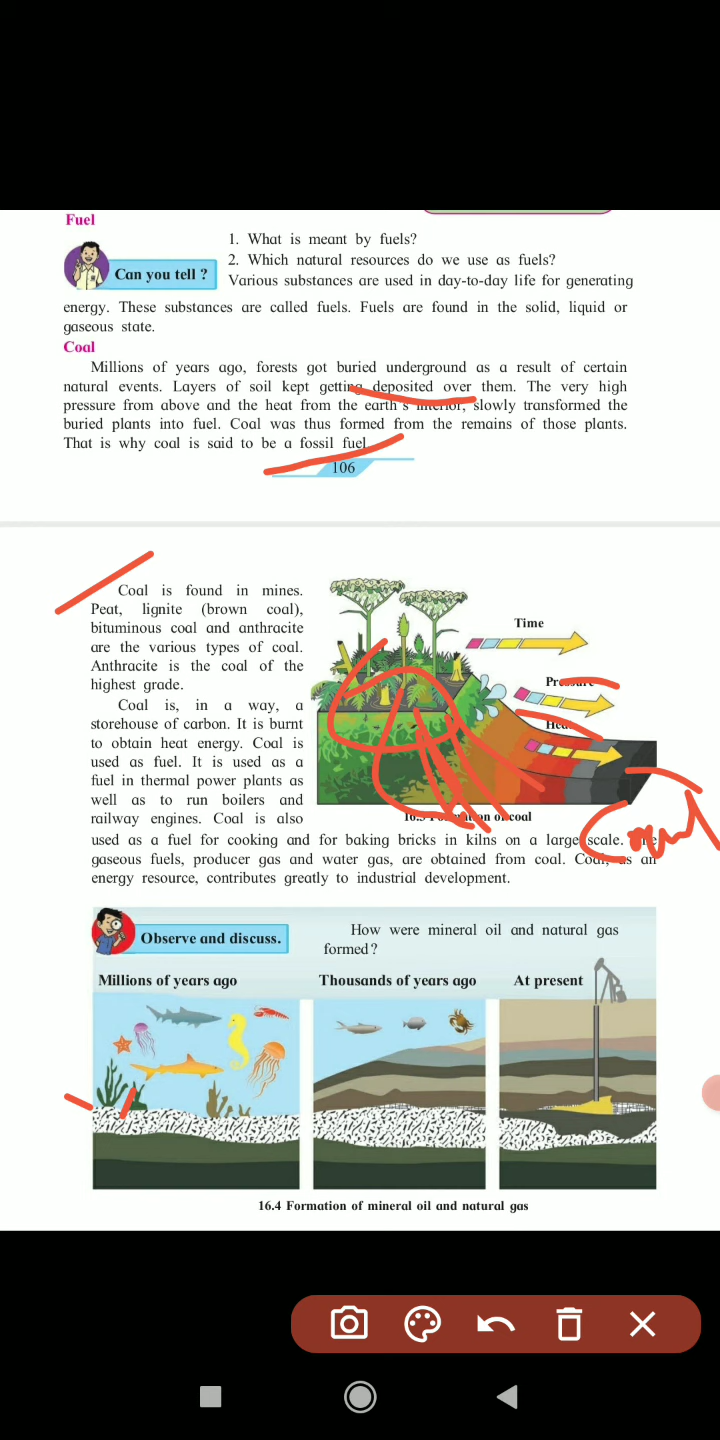 Fuel
1. What is meant by fuels?
2. Which natural resources do we use as fuels?
Can you tell ?
Various substances are used in day-to-day life for generating
energy. These substances are called fuels. Fuels are found in the solid, liquid or
gaseous state.
Coal
Millions of years ago, forests got buried underground as a result of certain
natural events. Layers of soil kept getting deposited over them. The very high
pressure from above and the heat from the earth's interior, slowly transformed the
buried plants into fuel. Coal was thus formed from the remains of those plants.
That is why coal is said to be a fossil fuel.
106
Coal is found in mines.
Peat, lignite (brown coal),
bituminous coal and anthracite
are the various types of coal.
Anthracite is the coal of the
highest grade.
Coal is, in a way, a
storehouse of carbon. It is burnt
to obtain heat energy. Coal is
used as fuel. It is used as a
fuel in thermal power plants as
well as to run boilers and
railway engines. Coal is also
Time
Pressure
Heat
16.3 Formation of coal
used as a fuel for cooking and for baking bricks in kilns on a large scale. The
gaseous fuels, producer gas and water gas, are obtained from coal. Coal, as an
energy resource, contributes greatly to industrial development.
Observe and discuss.
How were mineral oil and natural gas
formed?
Millions of years ago
Thousands of years ago
At present
16.4 Formation of mineral oil and natural gas